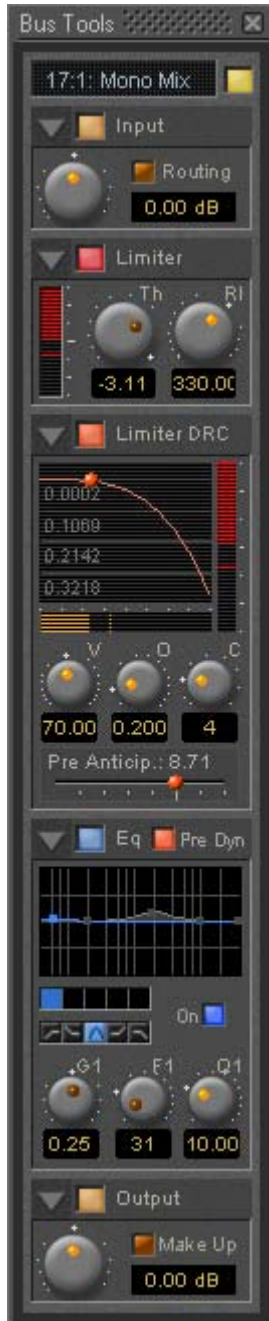 Bus Tools
17:1: Mono Mix
Input
Routing
0.00 dB
Limiter
Th Rl
-3.11 330.00
Limiter DRC
0.0002
0.1069
0.2142
0.3218
V O C
70.00 0.200 4
Pre Anticip.: 8.71
Eq Pre Dyn
On
G1 F1 Q1
0.25 31 10.00
Output
Make Up
0.00 dB